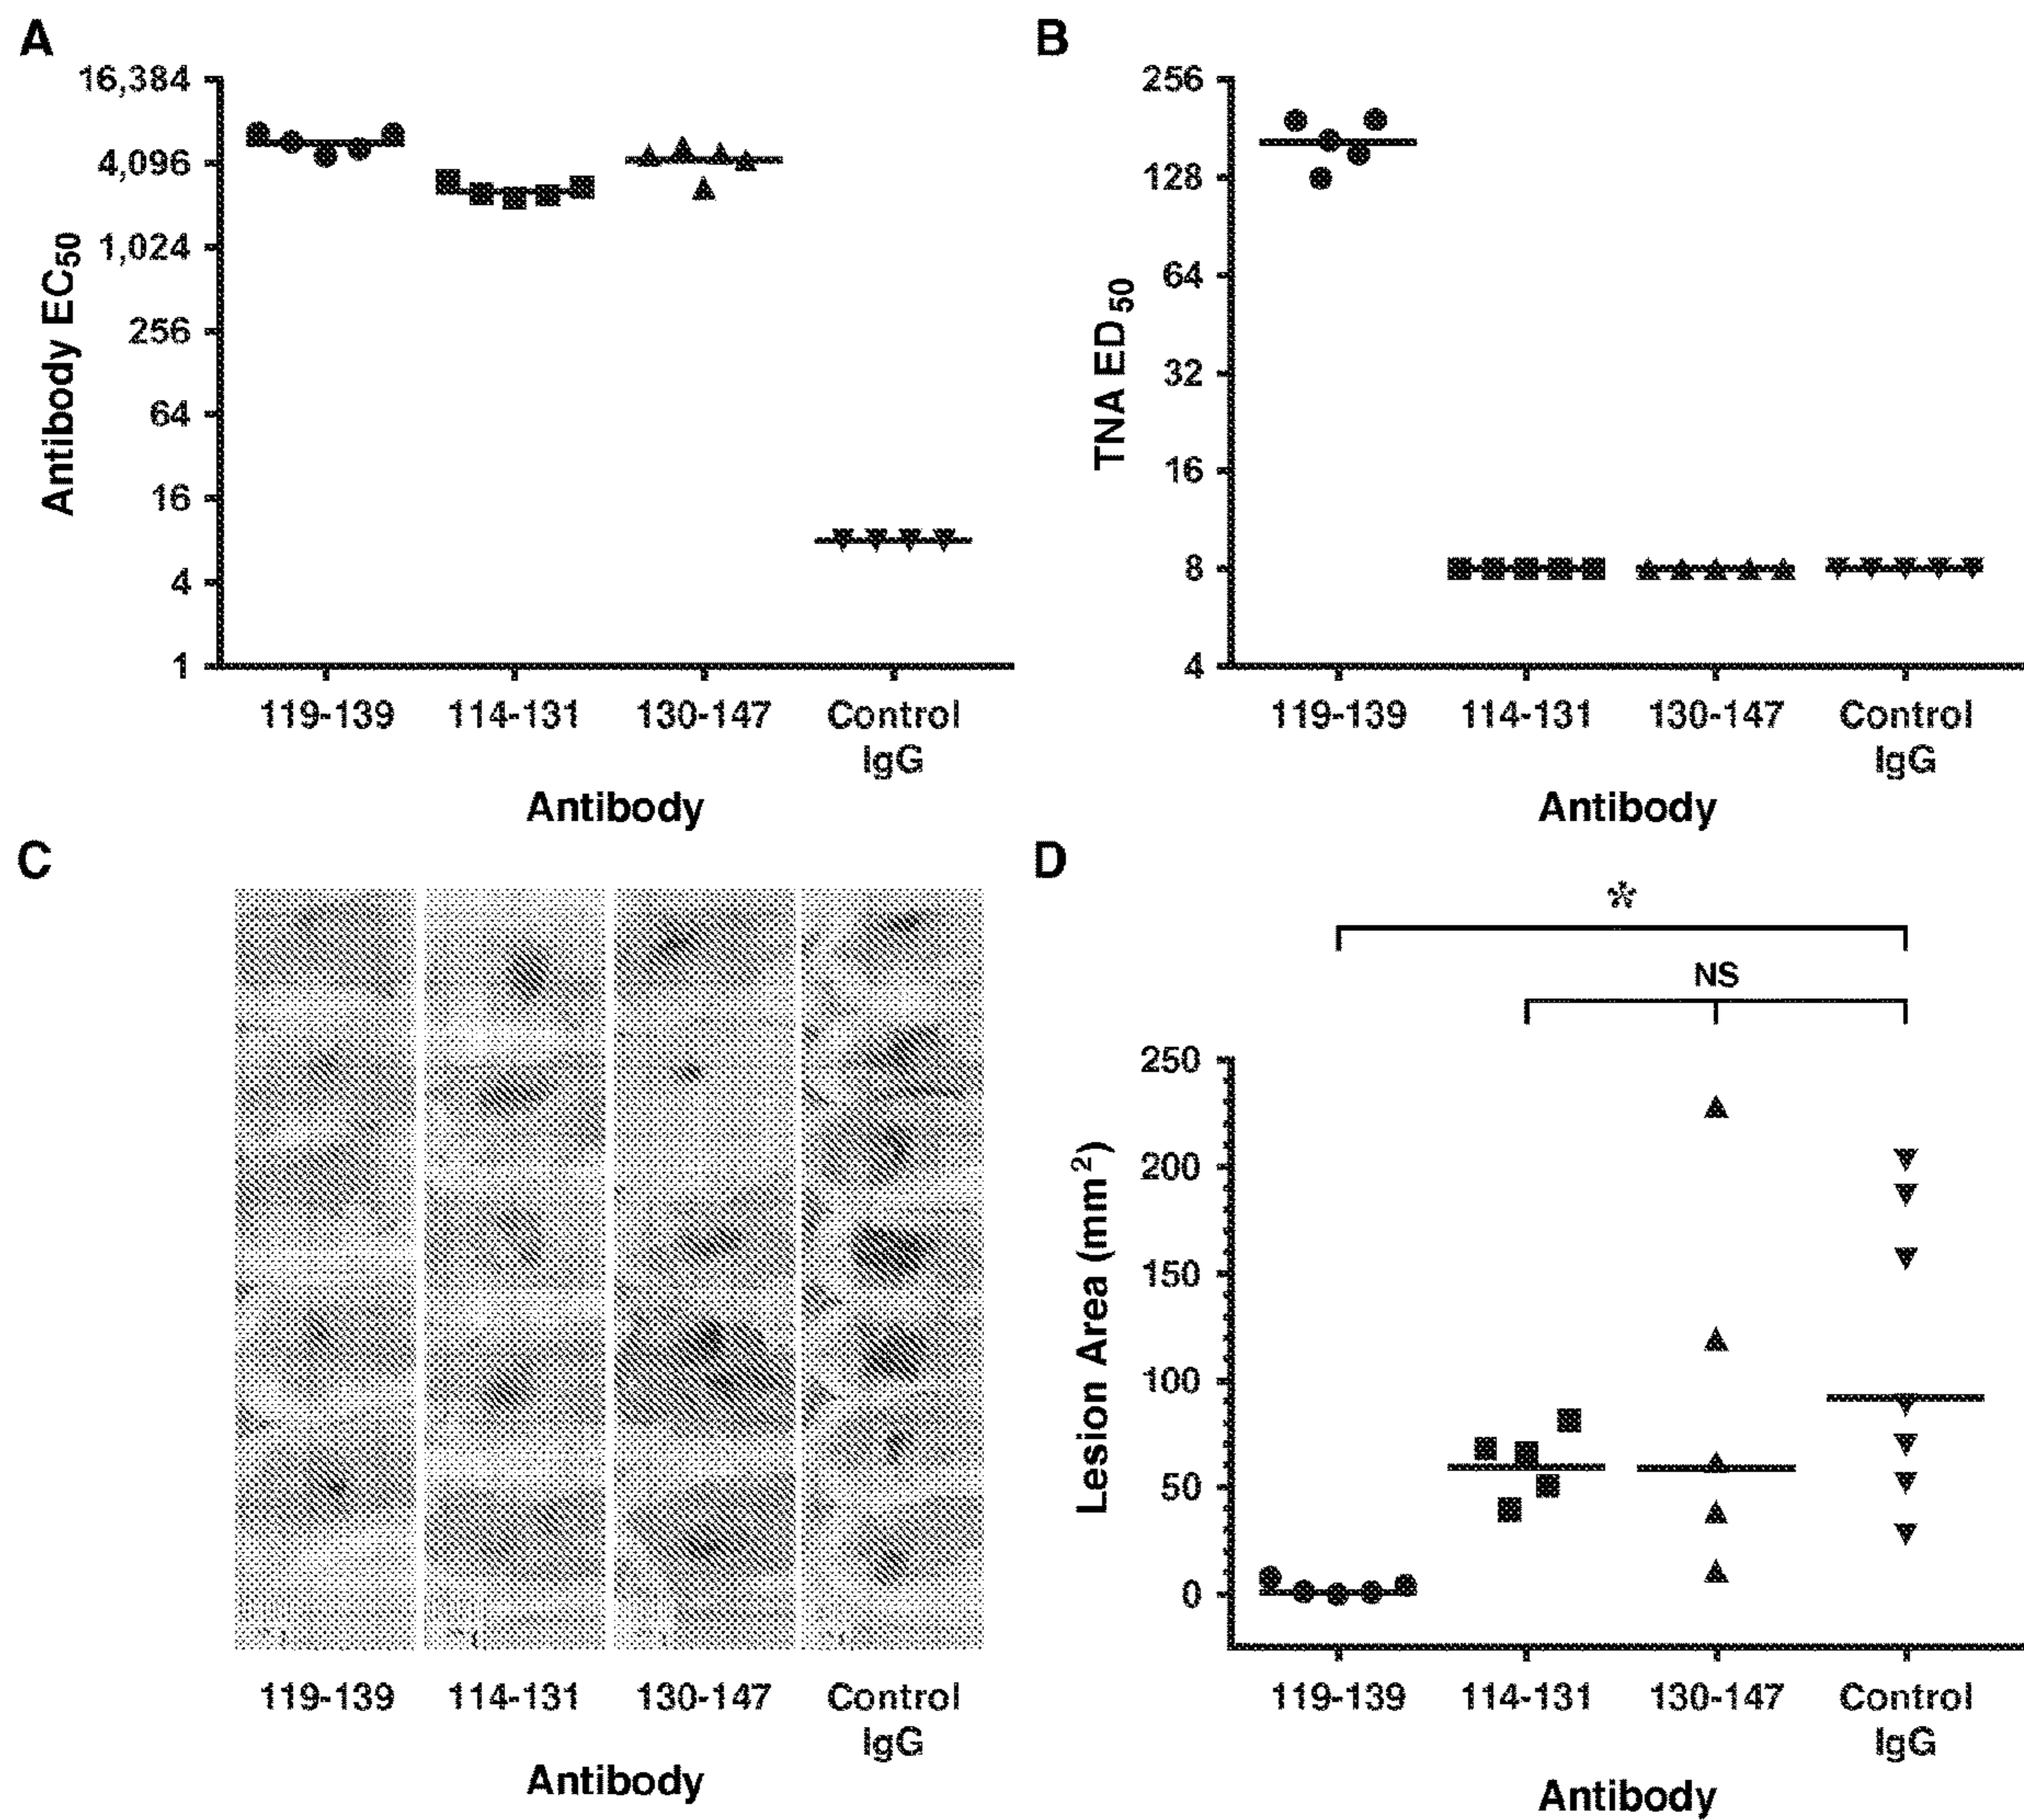 A
16,384
4,096
1,024
256
64
16
4
1
Antibody EC50
119-139 114-131 130-147 Control
IgG
Antibody
B
256
128
64
32
16
8
4
TNA ED50
119-139 114-131 130-147 Control
IgG
Antibody
C
119-139 114-131 130-147 Control
IgG
Antibody
D
*
NS
250
200
150
100
50
0
Lesion Area (mm2)
119-139 114-131 130-147 Control
IgG
Antibody